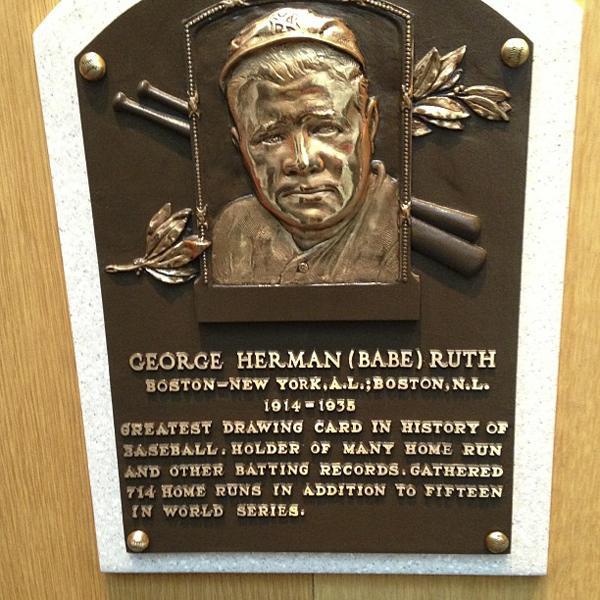 GEORGE HERMAN (BABE) RUTH
BOSTON-NEW YORK, A.L.; BOSTON, N.L.
1914-1935
GREATEST DRAWING CARD IN HISTORY OF
BASEBALL. HOLDER OF MANY HOME RUN
AND OTHER BATTING RECORDS. GATHERED
714 HOME RUNS IN ADDITION TO FIFTEEN
IN WORLD SERIES.